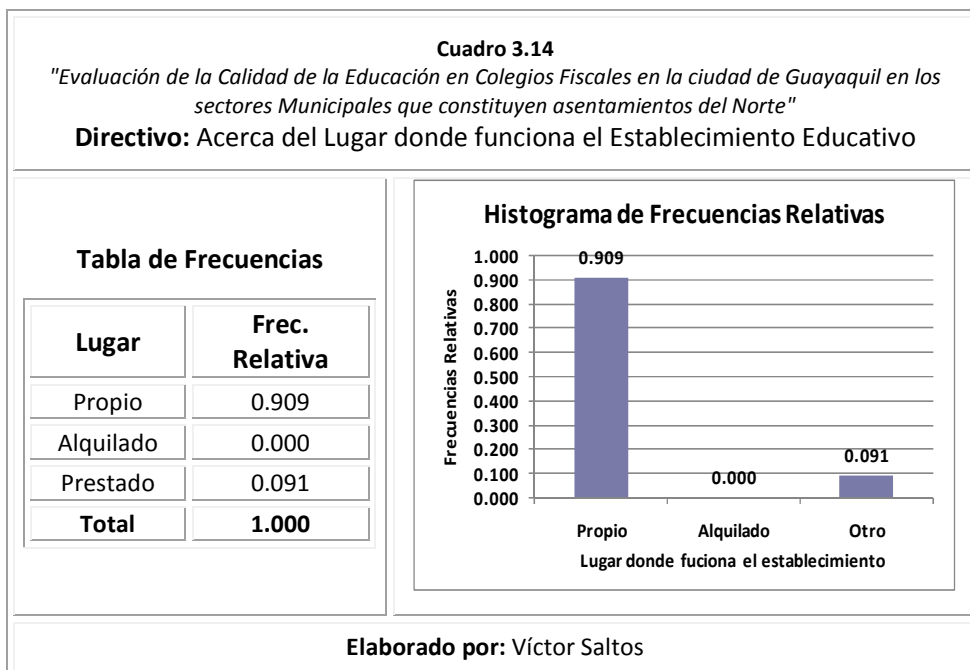 Cuadro 3.14
"Evaluación de la Calidad de la Educación en Colegios Fiscales en la ciudad de Guayaquil en los
sectores Municipales que constituyen asentamientos del Norte"
Directivo: Acerca del Lugar donde funciona el Establecimiento Educativo
Tabla de Frecuencias
Lugar Frec.
Relativa
Propio 0.909
Alquilado 0.000
Prestado 0.091
Total 1.000
Histograma de Frecuencias Relativas
Frecuencias Relativas
1.000
0.900
0.800
0.700
0.600
0.500
0.400
0.300
0.200
0.100
0.000
0.909
0.000
0.091
Propio Alquilado Otro
Lugar donde fuciona el establecimiento
Elaborado por: Víctor Saltos